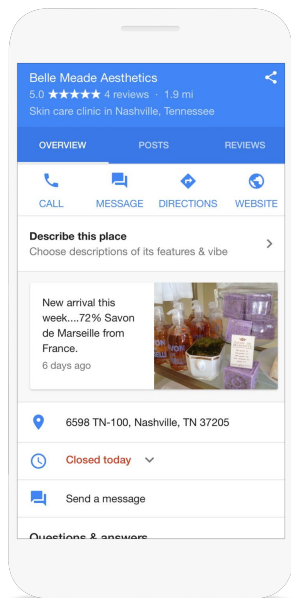 Belle Meade Aesthetics
5.0 ★★★★★ 4 reviews · 1.9 mi
Skin care clinic in Nashville, Tennessee
OVERVIEW POSTS REVIEWS
CALL MESSAGE DIRECTIONS WEBSITE
Describe this place
Choose descriptions of its features & vibe
New arrival this
week....72% Savon
de Marseille from
France.
6 days ago
6598 TN-100, Nashville, TN 37205
Closed today
Send a message
Questions & answers